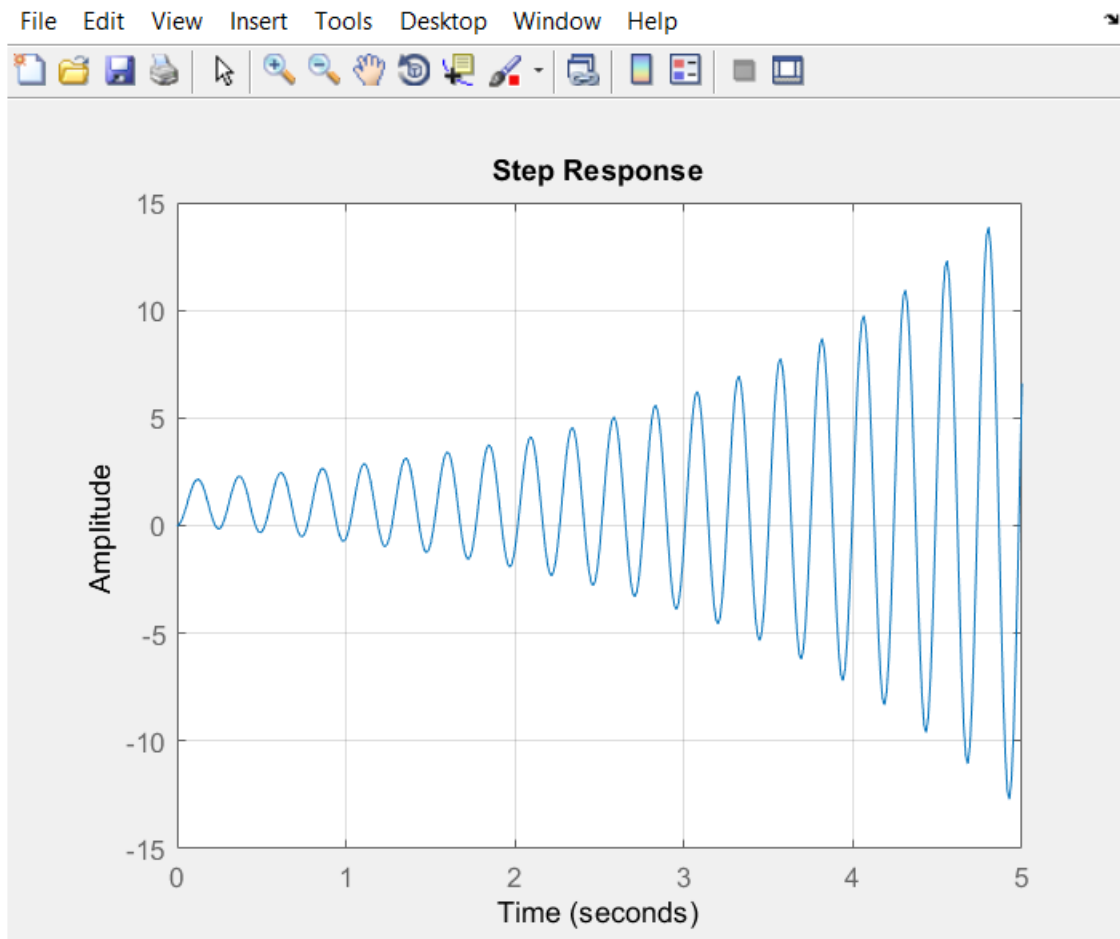 File Edit View Insert Tools Desktop Window Help
Step Response
15
10
5
0
-5
-10
-15
Amplitude
0 1 2 3 4 5
Time (seconds)